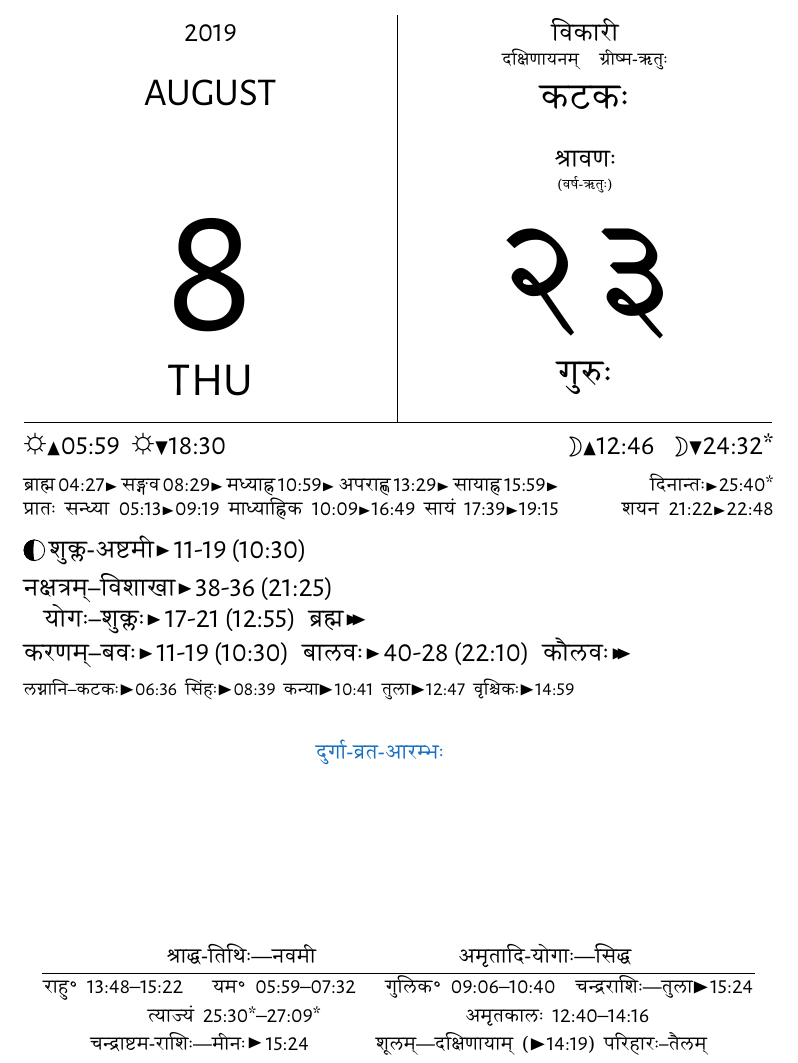 2019
AUGUST
8
THU
विकारी
दक्षिणायनम् ग्रीष्म-ऋतुः
कटकः
श्रावणः
(वर्ष-ऋतुः)
२३
गुरुः
☼▲05:59 ☼▼18:30 ☽▲12:46 ☽▼24:32*
ब्राह्म 04:27► सङ्गव 08:29► मध्याह्न 10:59► अपराह्ण 13:29► सायाह्न 15:59► दिनान्तः►25:40*
प्रातः सन्ध्या 05:13►09:19 माध्याह्निक 10:09►16:49 सायं 17:39►19:15 शयन 21:22►22:48
🌓 शुक्ल-अष्टमी►11-19 (10:30)
नक्षत्रम्–विशाखा►38-36 (21:25)
योगः–शुक्लः►17-21 (12:55) ब्रह्म►►
करणम्–बवः►11-19 (10:30) बालवः►40-28 (22:10) कौलवः►►
लग्नानि–कटकः►06:36 सिंहः►08:39 कन्या►10:41 तुला►12:47 वृश्चिकः►14:59
दुर्गा-व्रत-आरम्भः
श्राद्ध-तिथिः—नवमी अमृतादि-योगाः—सिद्ध
राहु॰ 13:48–15:22 यम॰ 05:59–07:32 गुलिक॰ 09:06–10:40 चन्द्रराशिः—तुला►15:24
त्याज्यं 25:30*–27:09* अमृतकालः 12:40–14:16
चन्द्राष्टम-राशिः—मीनः►15:24 शूलम्—दक्षिणायाम् (►14:19) परिहारः–तैलम्